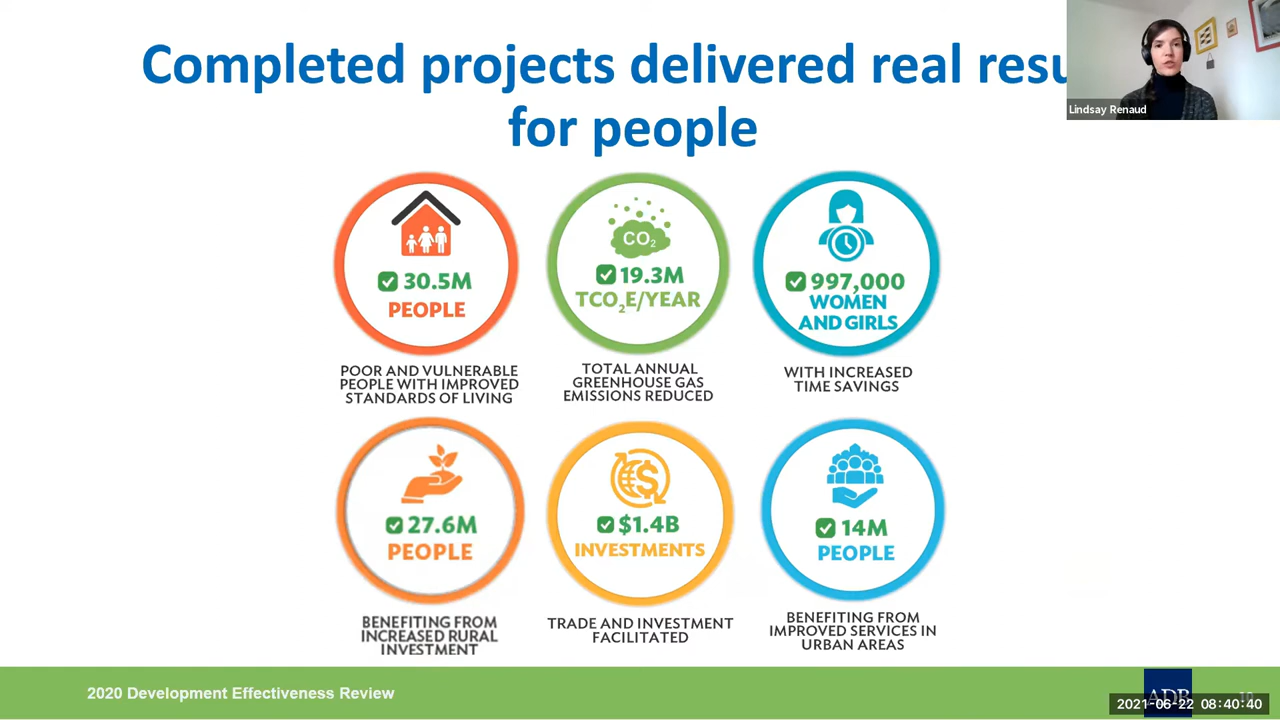 Completed projects delivered real resu
for people
Lindsay Renaud
30.5M
PEOPLE
POOR AND VULNERABLE
PEOPLE WITH IMPROVED
STANDARDS OF LIVING
CO₂
19.3M
TCO₂E/YEAR
TOTAL ANNUAL
GREENHOUSE GAS
EMISSIONS REDUCED
997,000
WOMEN
AND GIRLS
WITH INCREASED
TIME SAVINGS
27.6M
PEOPLE
BENEFITING FROM
INCREASED RURAL
INVESTMENT
$
$1.4B
INVESTMENTS
TRADE AND INVESTMENT
FACILITATED
14M
PEOPLE
BENEFITING FROM
IMPROVED SERVICES IN
URBAN AREAS
2020 Development Effectiveness Review
ADB
2021-06-22 08:40:40